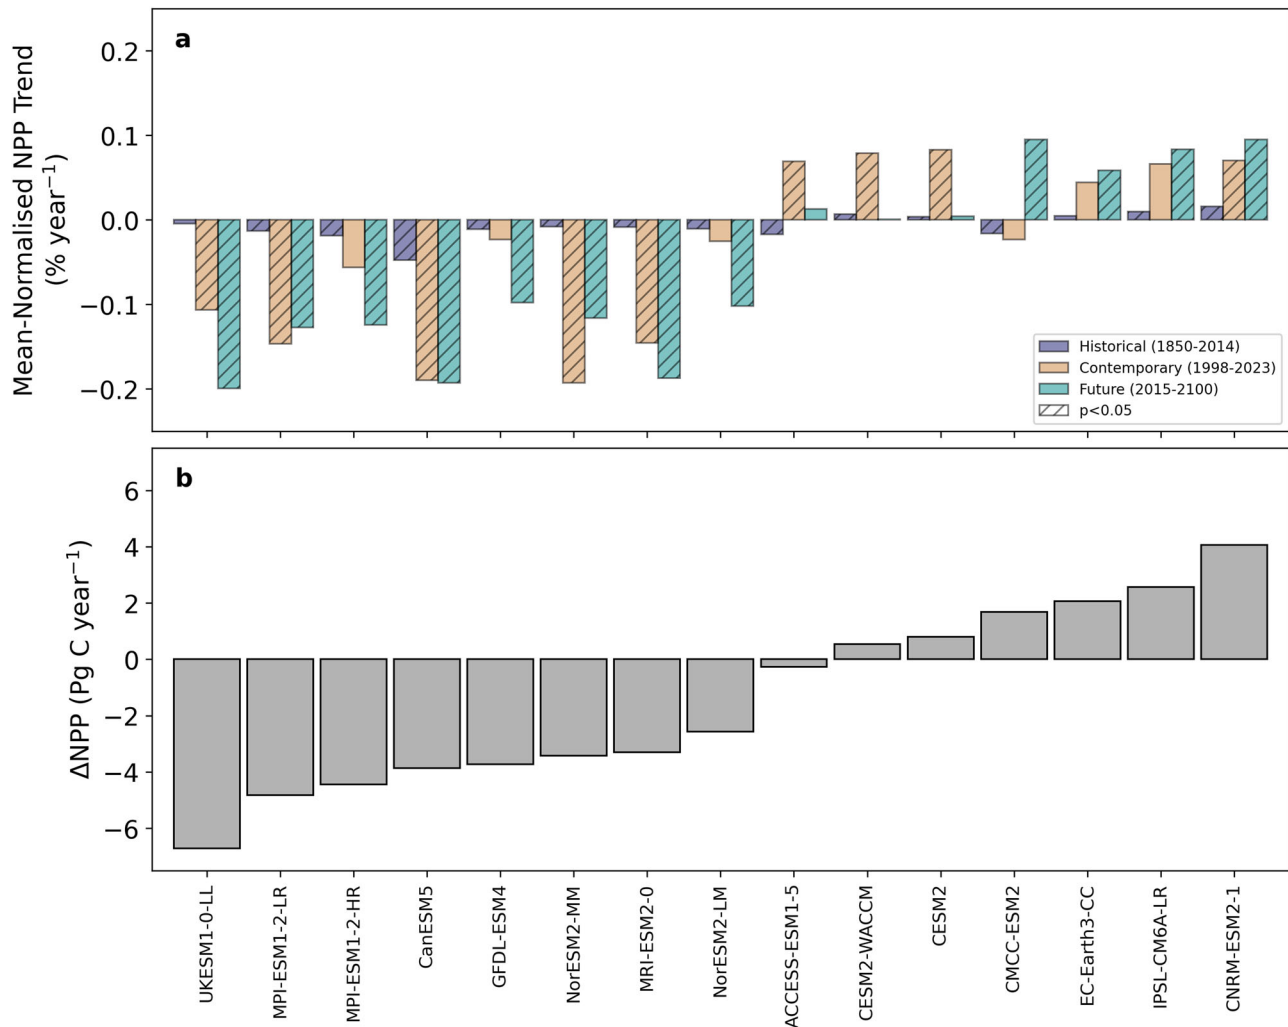 a
Mean-Normalised NPP Trend
(% year⁻¹)
0.2
0.1
0.0
−0.1
−0.2
Historical (1850-2014)
Contemporary (1998-2023)
Future (2015-2100)
p<0.05
b
ΔNPP (Pg C year⁻¹)
6
4
2
0
−2
−4
−6
UKESM1-0-LL
MPI-ESM1-2-LR
MPI-ESM1-2-HR
CanESM5
GFDL-ESM4
NorESM2-MM
MRI-ESM2-0
NorESM2-LM
ACCESS-ESM1-5
CESM2-WACCM
CESM2
CMCC-ESM2
EC-Earth3-CC
IPSL-CM6A-LR
CNRM-ESM2-1